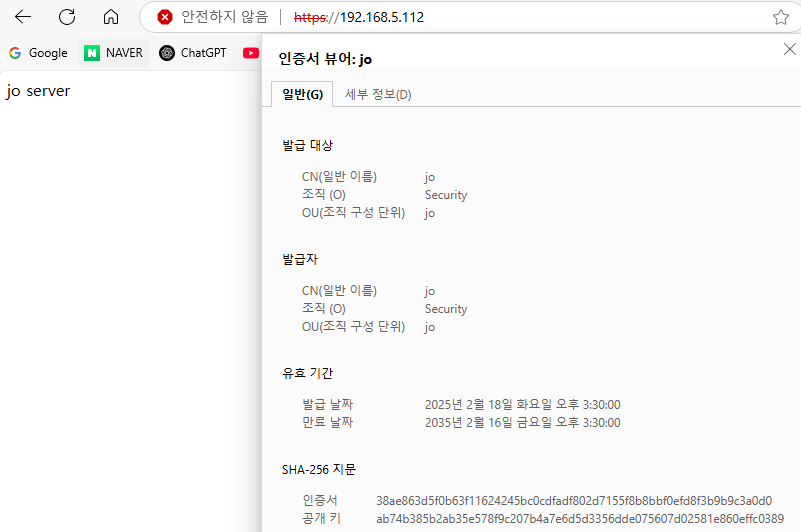 안전하지 않음 https://192.168.5.112
Google NAVER ChatGPT
jo server
인증서 뷰어: jo
일반(G) 세부 정보(D)
발급 대상
CN(일반 이름) jo
조직 (O) Security
OU(조직 구성 단위) jo
발급자
CN(일반 이름) jo
조직 (O) Security
OU(조직 구성 단위) jo
유효 기간
발급 날짜 2025년 2월 18일 화요일 오후 3:30:00
만료 날짜 2035년 2월 16일 금요일 오후 3:30:00
SHA-256 지문
인증서 38ae863d5f0b63f11624245bc0cdfadf802d7155f8b8bbf0efd8f3b9b9c3a0d0
공개 키 ab74b385b2ab35e578f9c207b4a7e6d5d3356dde075607d02581e860effc0389